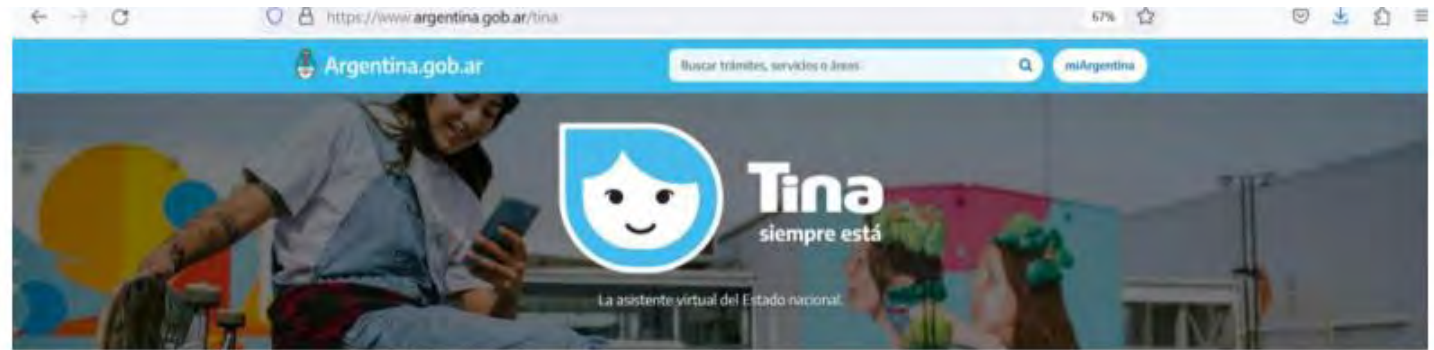 https://www.argentina.gob.ar/tina
67%
Argentina.gob.ar
Buscar trámites, servicios o áreas
miArgentina
Tina
siempre está
La asistente virtual del Estado nacional.